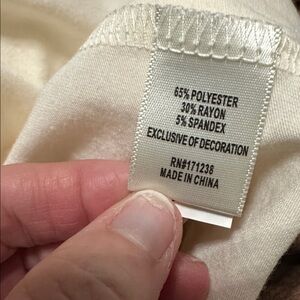 65% POLYESTER
30% RAYON
5% SPANDEX
EXCLUSIVE OF DECORATION
RN#171238
MADE IN CHINA